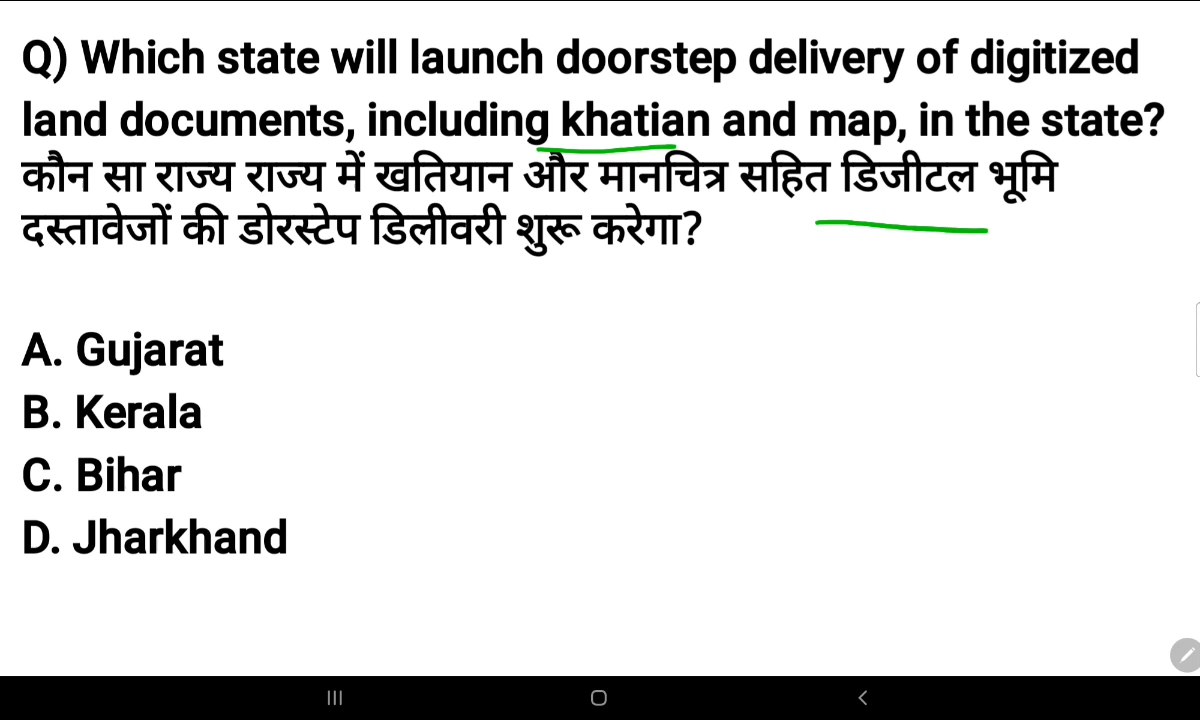 Q) Which state will launch doorstep delivery of digitized
land documents, including khatian and map, in the state?
कौन सा राज्य राज्य में खतियान और मानचित्र सहित डिजीटल भूमि
दस्तावेजों की डोरस्टेप डिलीवरी शुरू करेगा?
A. Gujarat
B. Kerala
C. Bihar
D. Jharkhand